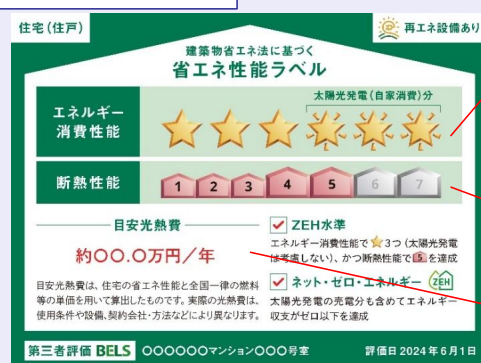 住宅(住戸)
再エネ設備あり
建築物省エネ法に基づく
省エネ性能ラベル
太陽光発電(自家消費)分
エネルギー
消費性能
断熱性能
1 2 3 4 5 6 7
目安光熱費
約〇〇.〇万円/年
目安光熱費は、住宅の省エネ性能と全国一律の燃料
等の単価を用いて算出したものです。実際の光熱費は、
使用条件や設備、契約会社・方法などにより異なります。
ZEH水準
エネルギー消費性能で★3つ(太陽光発電
は考慮しない)、かつ断熱性能で5を達成
ネット・ゼロ・エネルギー ZEH
太陽光発電の売電分も含めてエネルギー
収支がゼロ以下を達成
第三者評価 BELS 〇〇〇〇〇〇マンション〇〇〇号室 評価日 2024年6月1日